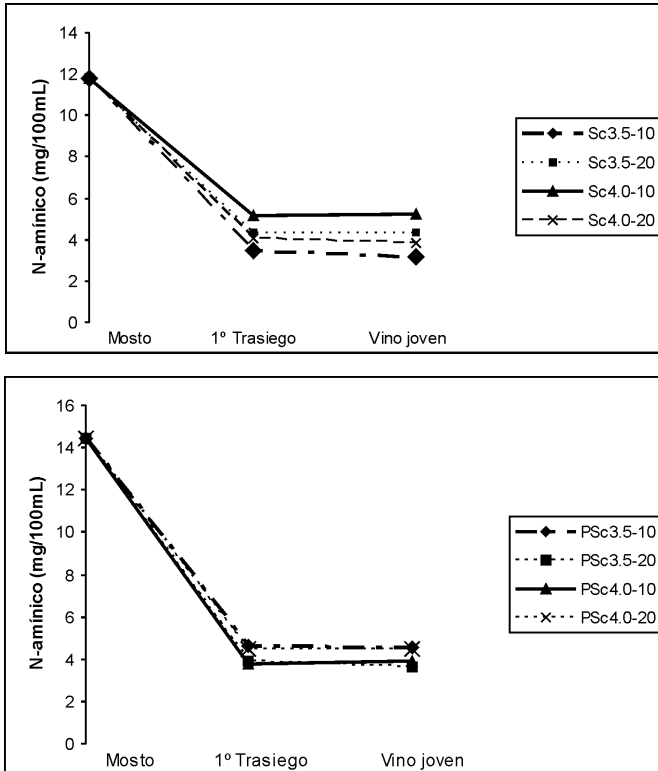 N-amínico (mg/100mL)
14
12
10
8
6
4
2
0
Mosto 1º Trasiego Vino joven
Sc3.5-10
Sc3.5-20
Sc4.0-10
Sc4.0-20
N-amínico (mg/100mL)
16
14
12
10
8
6
4
2
0
Mosto 1º Trasiego Vino joven
PSc3.5-10
PSc3.5-20
PSc4.0-10
PSc4.0-20